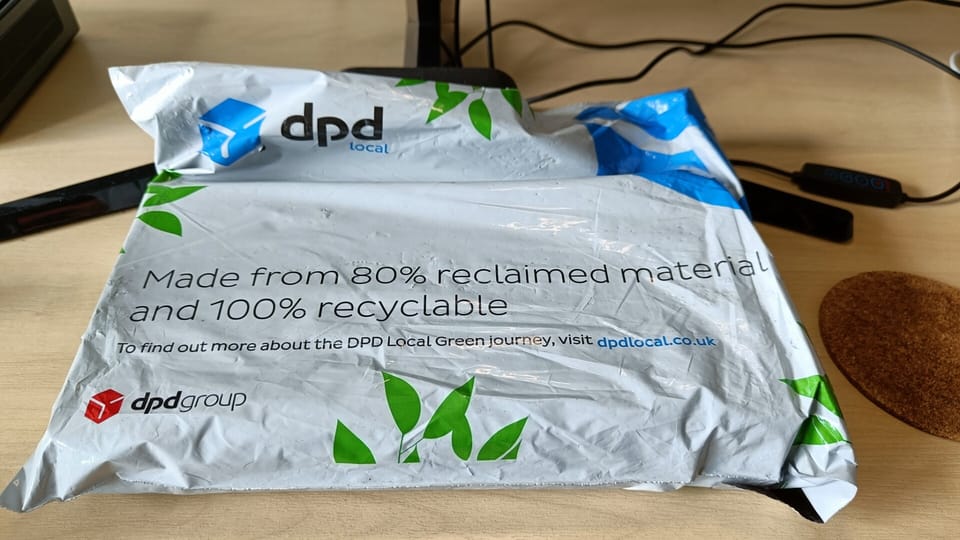 dpd
local
Made from 80% reclaimed material
and 100% recyclable
To find out more about the DPD Local Green journey, visit dpdlocal.co.uk
dpdgroup